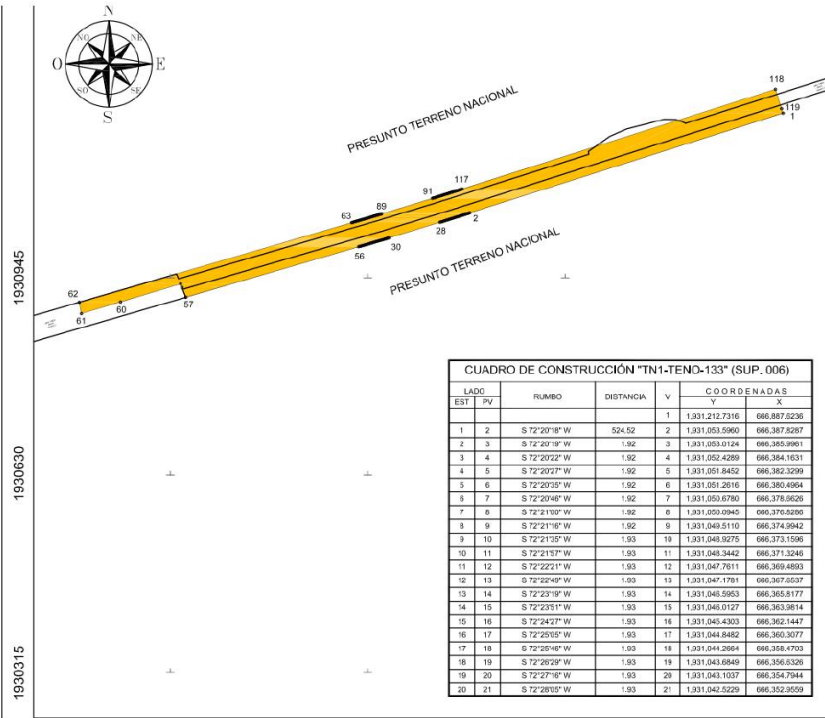 N
NO NE
O E
SO SE
S
118
119
1
PRESUNTO TERRENO NACIONAL
117
91
89
63
2
28
30
56
PRESUNTO TERRENO NACIONAL
1930945
62
60
57
61
1930630
1930315
CUADRO DE CONSTRUCCIÓN "TN1-TENO-133" (SUP. 006)
LADO RUMBO DISTANCIA V COORDENADAS
EST PV Y X
1 1,931,212.7316 666,887.6236
1 2 S 72°20'18" W 524.52 2 1,931,053.5960 666,387.8287
2 3 S 72°20'19" W 1.92 3 1,931,053.0124 666,385.9961
3 4 S 72°20'22" W 1.92 4 1,931,052.4289 666,384.1631
4 5 S 72°20'27" W 1.92 5 1,931,051.8452 666,382.3299
5 6 S 72°20'35" W 1.92 6 1,931,051.2616 666,380.4964
6 7 S 72°20'46" W 1.92 7 1,931,050.6780 666,378.6626
7 8 S 72°21'00" W 1.92 8 1,931,050.0945 666,376.8286
8 9 S 72°21'16" W 1.92 9 1,931,049.5110 666,374.9942
9 10 S 72°21'35" W 1.93 10 1,931,048.9275 666,373.1596
10 11 S 72°21'57" W 1.93 11 1,931,048.3442 666,371.3246
11 12 S 72°22'21" W 1.93 12 1,931,047.7611 666,369.4893
12 13 S 72°22'49" W 1.93 13 1,931,047.1781 666,367.6537
13 14 S 72°23'19" W 1.93 14 1,931,046.5953 666,365.8177
14 15 S 72°23'51" W 1.93 15 1,931,046.0127 666,363.9814
15 16 S 72°24'27" W 1.93 16 1,931,045.4303 666,362.1447
16 17 S 72°25'05" W 1.93 17 1,931,044.8482 666,360.3077
17 18 S 72°25'46" W 1.93 18 1,931,044.2664 666,358.4703
18 19 S 72°26'29" W 1.93 19 1,931,043.6849 666,356.6326
19 20 S 72°27'16" W 1.93 20 1,931,043.1037 666,354.7944
20 21 S 72°28'05" W 1.93 21 1,931,042.5229 666,352.9559